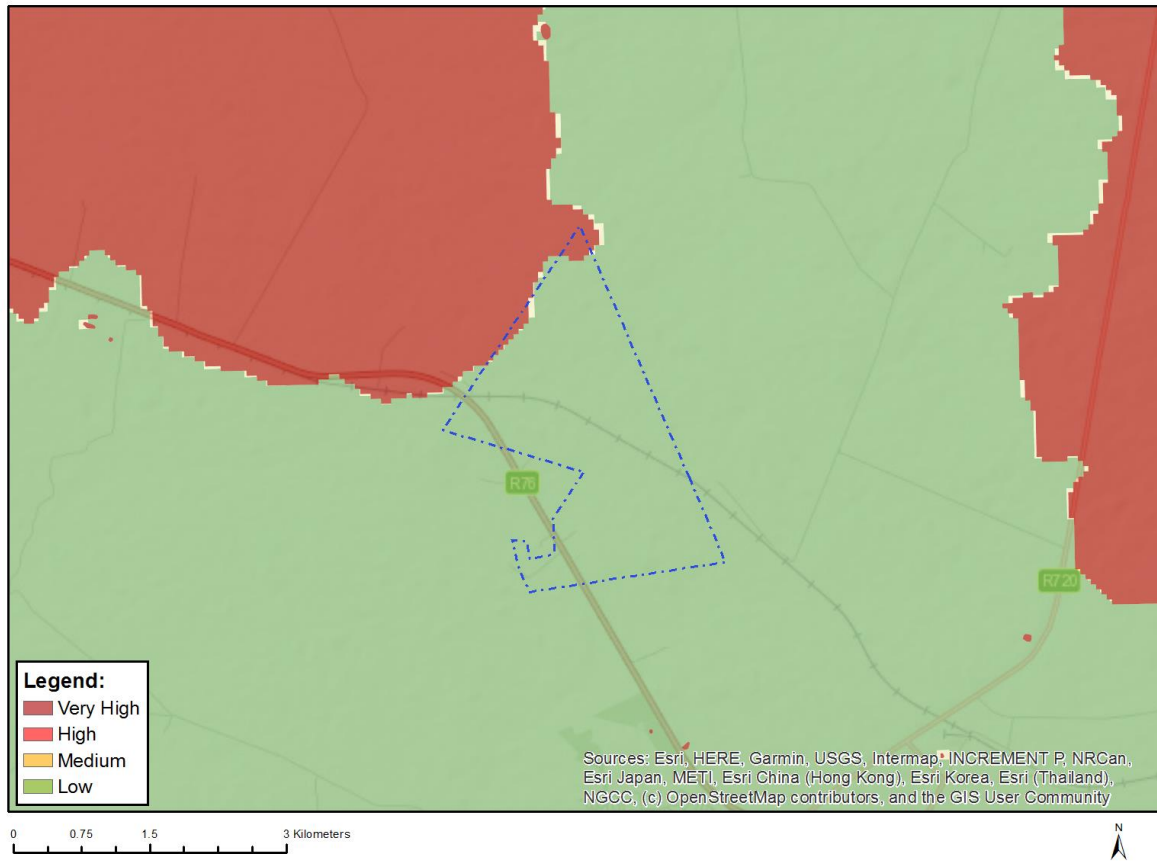 R76
R720
Legend:
Very High
High
Medium
Low
Sources: Esri, HERE, Garmin, USGS, Intermap, INCREMENT P, NRCan,
Esri Japan, METI, Esri China (Hong Kong), Esri Korea, Esri (Thailand),
NGCC, (c) OpenStreetMap contributors, and the GIS User Community
0 0.75 1.5 3 Kilometers
N